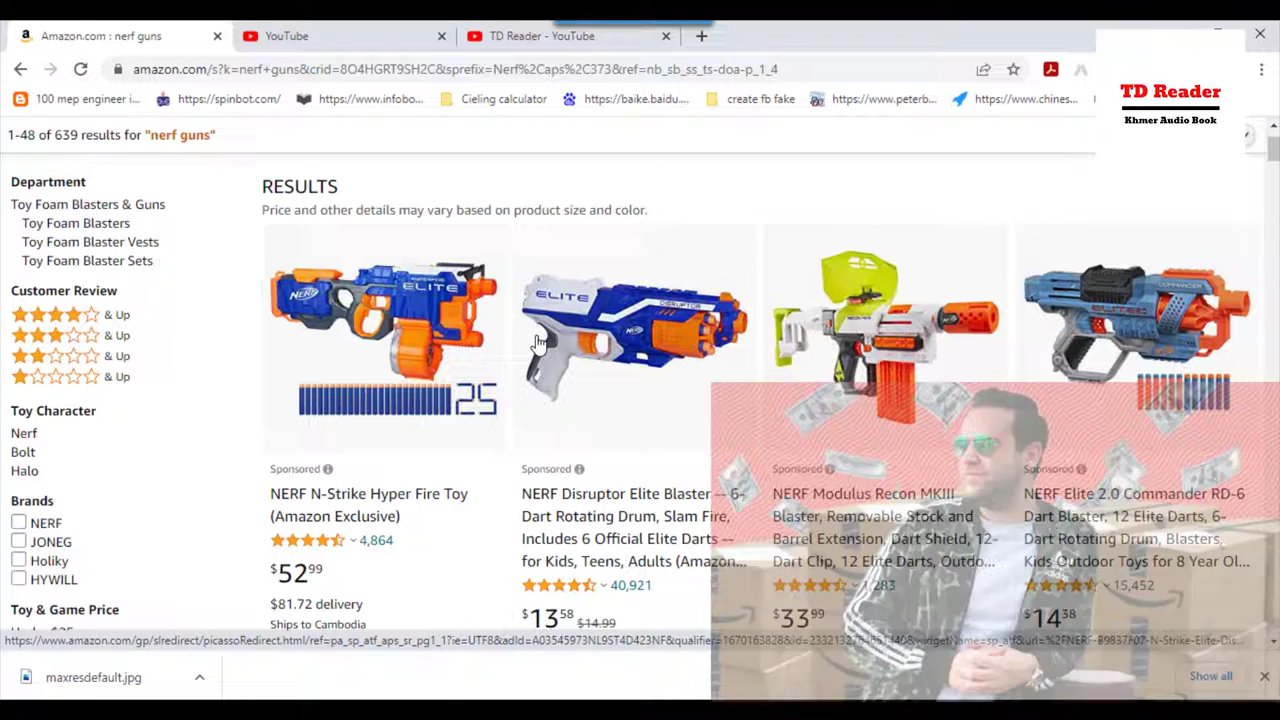 Amazon.com : nerf guns
YouTube
TD Reader - YouTube
amazon.com/s?k=nerf+guns&crid=8Q4HGRT9SH2C&sprefix=Nerf%2Caps%2C373&ref=nb_sb_ss_ts-doa-p_1_4
100 mep engineer i... https://spinbot.com/ https://www.infobo... Cieling calculator https://baike.baidu.... create fb fake https://www.peterb... https://www.chines...
TD Reader
Khmer Audio Book
1-48 of 639 results for "nerf guns"
Department
Toy Foam Blasters & Guns
Toy Foam Blasters
Toy Foam Blaster Vests
Toy Foam Blaster Sets
Customer Review
& Up
& Up
& Up
& Up
Toy Character
Nerf
Bolt
Halo
Brands
NERF
JONEG
Holiky
HYWILL
Toy & Game Price
RESULTS
Price and other details may vary based on product size and color.
NERF
ELITE
25
Sponsored
NERF N-Strike Hyper Fire Toy
(Amazon Exclusive)
4,864
$52.99
$81.72 delivery
Ships to Cambodia
ELITE
DISRUPTOR
NERF
Sponsored
NERF Disruptor Elite Blaster -- 6-
Dart Rotating Drum, Slam Fire,
Includes 6 Official Elite Darts --
for Kids, Teens, Adults (Amazon...
40,921
$13.58 $14.99
Sponsored
NERF Modulus Recon MKIII
Blaster, Removable Stock and
Barrel Extension, Dart Shield, 12-
Dart Clip, 12 Elite Darts, Outdo...
$33.99
COMMANDER
Sponsored
NERF Elite 2.0 Commander RD-6
Dart Blaster, 12 Elite Darts, 6-
Dart Rotating Drum, Blasters,
Kids Outdoor Toys for 8 Year Ol...
15,452
$14.38
maxresdefault.jpg
Show all